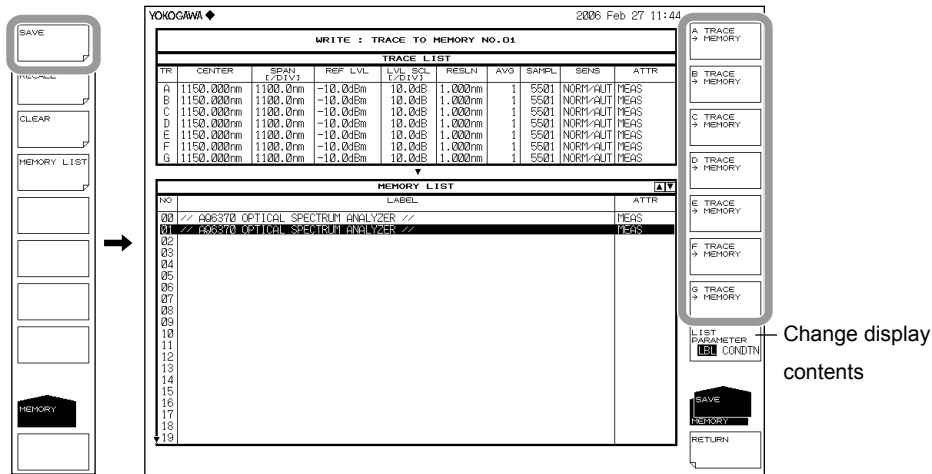 SAVE
RECALL
CLEAR
MEMORY LIST
MEMORY
YOKOGAWA ◆ 2006 Feb 27 11:44
WRITE : TRACE TO MEMORY NO.01
TRACE LIST
TR CENTER SPAN [/DIV] REF LVL LVL SCL [/DIV] RESLN AVG SAMPL SENS ATTR
A 1150.000nm 1100.0nm -10.0dBm 10.0dB 1.000nm 1 5501 NORM/AUT MEAS
B 1150.000nm 1100.0nm -10.0dBm 10.0dB 1.000nm 1 5501 NORM/AUT MEAS
C 1150.000nm 1100.0nm -10.0dBm 10.0dB 1.000nm 1 5501 NORM/AUT MEAS
D 1150.000nm 1100.0nm -10.0dBm 10.0dB 1.000nm 1 5501 NORM/AUT MEAS
E 1150.000nm 1100.0nm -10.0dBm 10.0dB 1.000nm 1 5501 NORM/AUT MEAS
F 1150.000nm 1100.0nm -10.0dBm 10.0dB 1.000nm 1 5501 NORM/AUT MEAS
G 1150.000nm 1100.0nm -10.0dBm 10.0dB 1.000nm 1 5501 NORM/AUT MEAS
MEMORY LIST
NO LABEL ATTR
00 // AQ6370 OPTICAL SPECTRUM ANALYZER // MEAS
01 // AQ6370 OPTICAL SPECTRUM ANALYZER // MEAS
02
03
04
05
06
07
08
09
10
11
12
13
14
15
16
17
18
19
A TRACE
→ MEMORY
B TRACE
→ MEMORY
C TRACE
→ MEMORY
D TRACE
→ MEMORY
E TRACE
→ MEMORY
F TRACE
→ MEMORY
G TRACE
→ MEMORY
LIST
PARAMETER
LBL CONDTN
SAVE
MEMORY
RETURN
Change display
contents